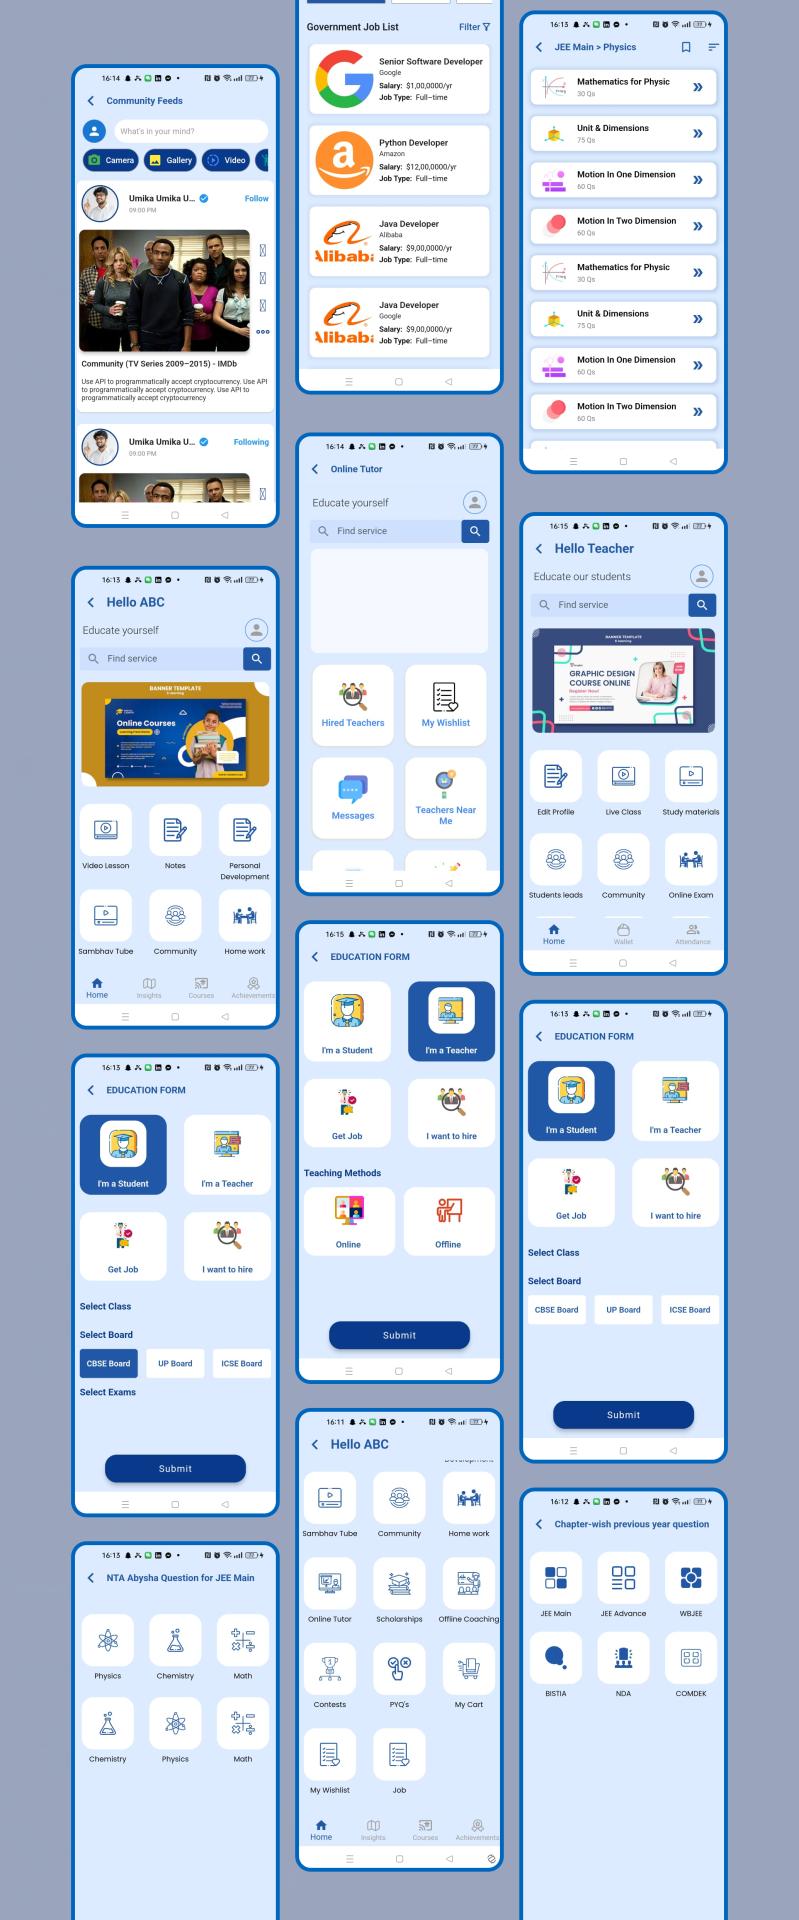 16:14
Community Feeds
What's in your mind?
Camera
Gallery
Video
Umika Umika U...
Follow
09:00 PM
Community (TV Series 2009–2015) - IMDb
Use API to programmatically accept cryptocurrency. Use API
to programmatically accept cryptocurrency. Use API to
programmatically accept cryptocurrency
Umika Umika U...
Following
09:00 PM
16:13
Hello ABC
Educate yourself
Find service
BANNER TEMPLATE
Online Courses
Video Lesson
Notes
Personal
Development
Sambhav Tube
Community
Home work
Home
Insights
Courses
Achievements
16:13
EDUCATION FORM
I'm a Student
I'm a Teacher
Get Job
I want to hire
Select Class
Select Board
CBSE Board
UP Board
ICSE Board
Select Exams
Submit
16:13
NTA Abysha Question for JEE Main
Physics
Chemistry
Math
Chemistry
Physics
Math
Government Job List
Filter
Senior Software Developer
Google
Salary: $1,00,0000/yr
Job Type: Full–time
Python Developer
Amazon
Salary: $12,00,0000/yr
Job Type: Full–time
Java Developer
Alibaba
Salary: $9,00,0000/yr
Job Type: Full–time
Java Developer
Google
Salary: $9,00,0000/yr
Job Type: Full–time
16:14
Online Tutor
Educate yourself
Find service
Hired Teachers
My Wishlist
Messages
Teachers Near
Me
16:15
EDUCATION FORM
I'm a Student
I'm a Teacher
Get Job
I want to hire
Teaching Methods
Online
Offline
Submit
16:11
Hello ABC
Development
Sambhav Tube
Community
Home work
Online Tutor
Scholarships
Offline Coaching
Contests
PYQ's
My Cart
My Wishlist
Job
Home
Insights
Courses
Achievements
16:13
JEE Main > Physics
Mathematics for Physic
30 Qs
Unit & Dimensions
75 Qs
Motion In One Dimension
60 Qs
Motion In Two Dimension
60 Qs
Mathematics for Physic
30 Qs
Unit & Dimensions
75 Qs
Motion In One Dimension
60 Qs
Motion In Two Dimension
60 Qs
16:15
Hello Teacher
Educate our students
Find service
BANNER TEMPLATE
GRAPHIC DESIGN
COURSE ONLINE
Register Now!
Edit Profile
Live Class
Study materials
Students leads
Community
Online Exam
Home
Wallet
Attendance
16:13
EDUCATION FORM
I'm a Student
I'm a Teacher
Get Job
I want to hire
Select Class
Select Board
CBSE Board
UP Board
ICSE Board
Submit
16:12
Chapter-wish previous year question
JEE Main
JEE Advance
WBJEE
BISTIA
NDA
COMDEK